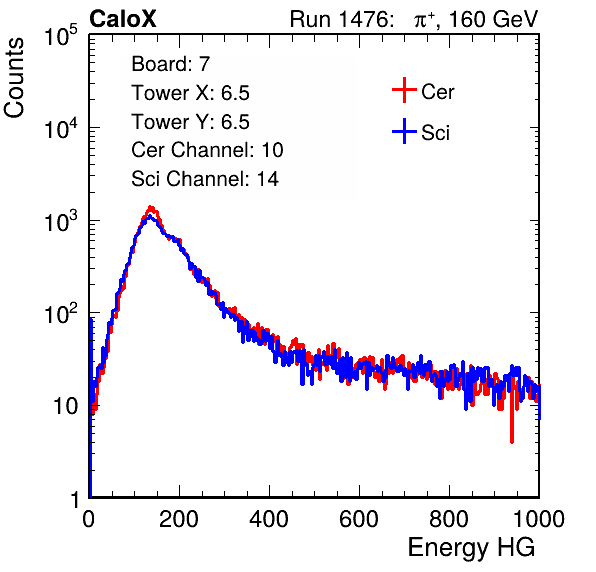 CaloX Run 1476: π⁺, 160 GeV
Counts
10⁵
10⁴
10³
10²
10
1
Board: 7
Tower X: 6.5
Tower Y: 6.5
Cer Channel: 10
Sci Channel: 14
Cer
Sci
0 200 400 600 800 1000
Energy HG